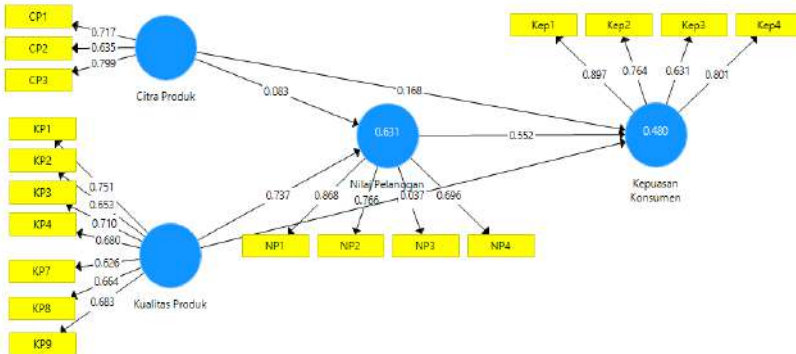 CP1
0.717
CP2
0.635
CP3
0.799
Citra Produk
0.083
0.168
Kep1
Kep2
Kep3
Kep4
0.897
0.764
0.631
0.801
0.631
0.552
0.480
Nilai Pelanggan
Kepuasan
Konsumen
KP1
KP2
KP3
KP4
KP7
KP8
KP9
0.751
0.653
0.710
0.680
0.626
0.664
0.683
Kualitas Produk
0.737
0.868
0.766
0.696
NP1
NP2
NP3
NP4